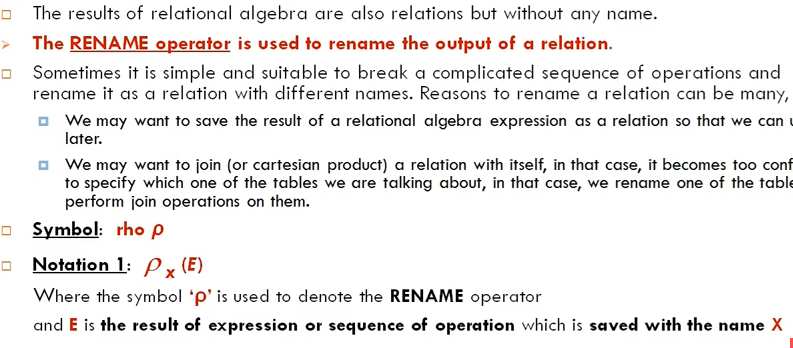 The results of relational algebra are also relations but without any name.
The RENAME operator is used to rename the output of a relation.
Sometimes it is simple and suitable to break a complicated sequence of operations and
rename it as a relation with different names. Reasons to rename a relation can be many,
We may want to save the result of a relational algebra expression as a relation so that we can
later.
We may want to join (or cartesian product) a relation with itself, in that case, it becomes too
to specify which one of the tables we are talking about, in that case, we rename one of the
perform join operations on them.
Symbol: rho ρ
Notation 1: ρ x (E)
Where the symbol 'ρ' is used to denote the RENAME operator
and E is the result of expression or sequence of operation which is saved with the name X